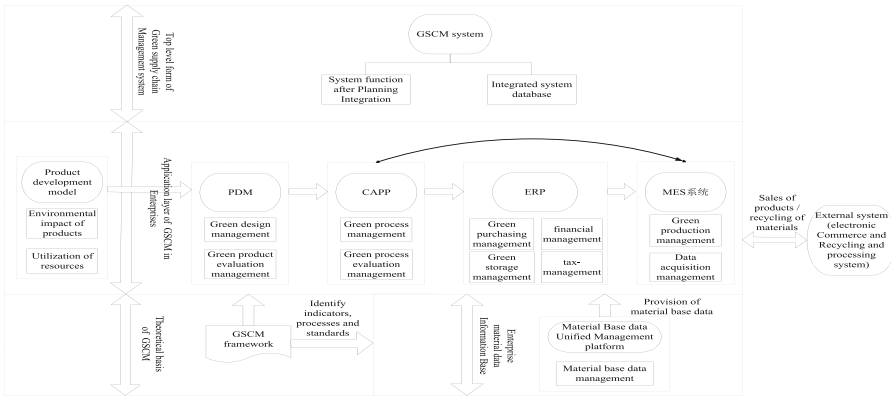 Top level form of
Green supply chain
Management system
GSCM system
System function
after Planning
Integration
Integrated system
database
Application layer of GSCM in
Enterprises
Product
development
model
Environmental
impact of
products
Utilization of
resources
PDM
Green design
management
Green product
evaluation
management
CAPP
Green process
management
Green process
evaluation
management
ERP
Green
purchasing
management
financial
management
Green
storage
management
tax-
management
MES系统
Green
production
management
Data
acquisition
management
Sales of
products /
recycling of
materials
External system
(electronic
Commerce and
Recycling and
processing
system)
Theoretical basis
of GSCM
GSCM
framework
Identify
indicators,
processes and
standards
Enterprise
material data
Information Base
Provision of
material base data
Material Base data
Unified Management
platform
Material base data
management